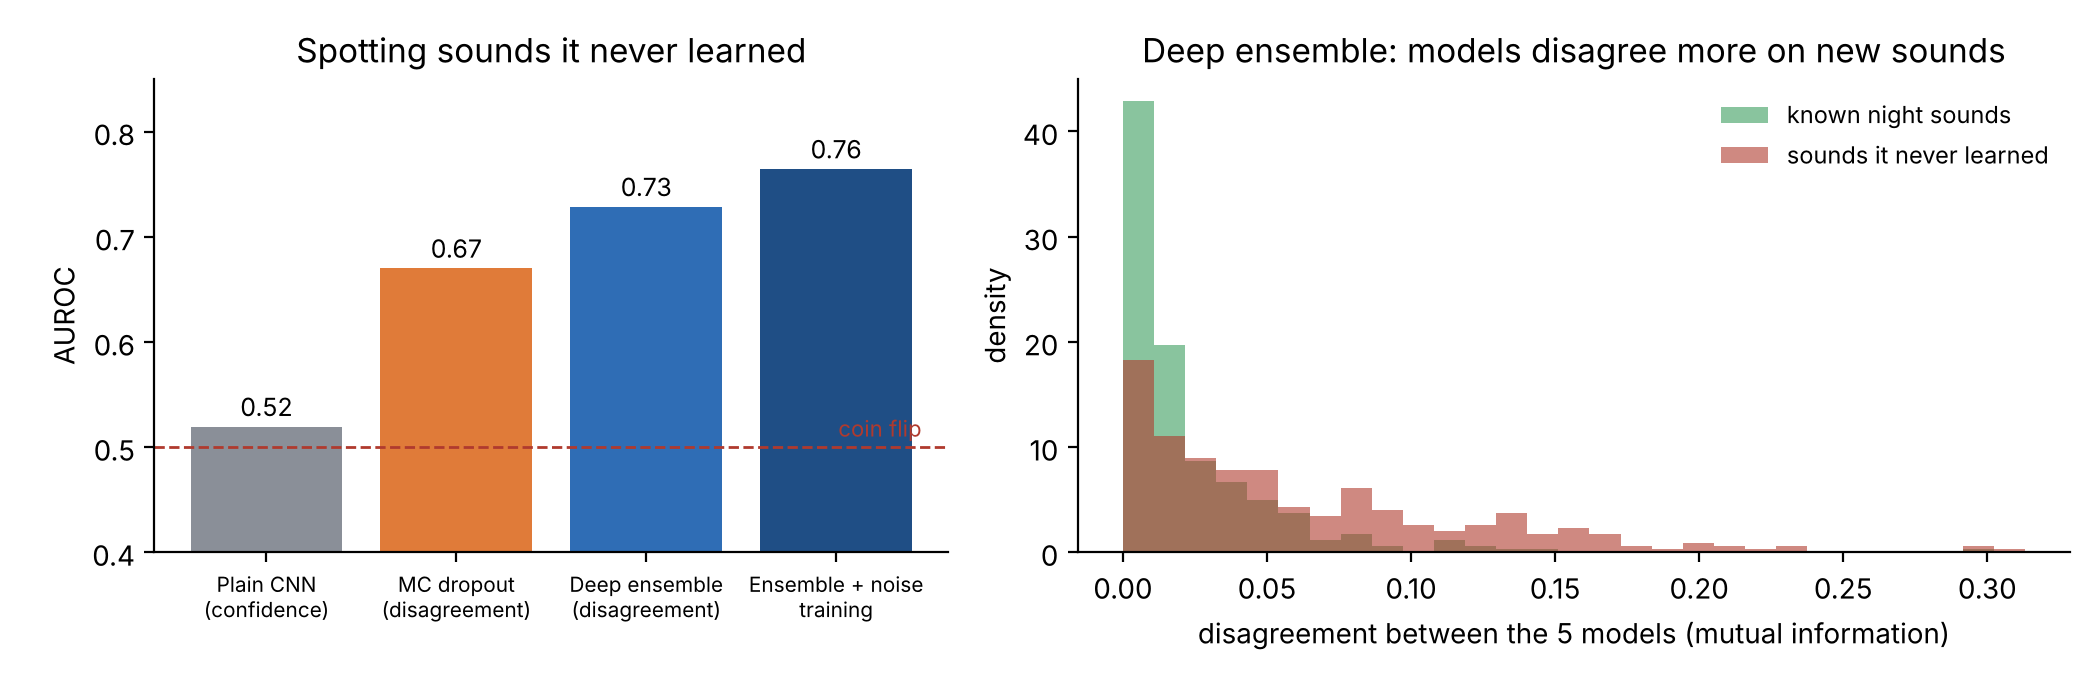 Spotting sounds it never learned
AUROC
0.8
0.7
0.6
0.5
0.4
0.52
0.67
0.73
0.76
coin flip
Plain CNN
(confidence)
MC dropout
(disagreement)
Deep ensemble
(disagreement)
Ensemble + noise
training
Deep ensemble: models disagree more on new sounds
density
40
30
20
10
0
known night sounds
sounds it never learned
0.00
0.05
0.10
0.15
0.20
0.25
0.30
disagreement between the 5 models (mutual information)